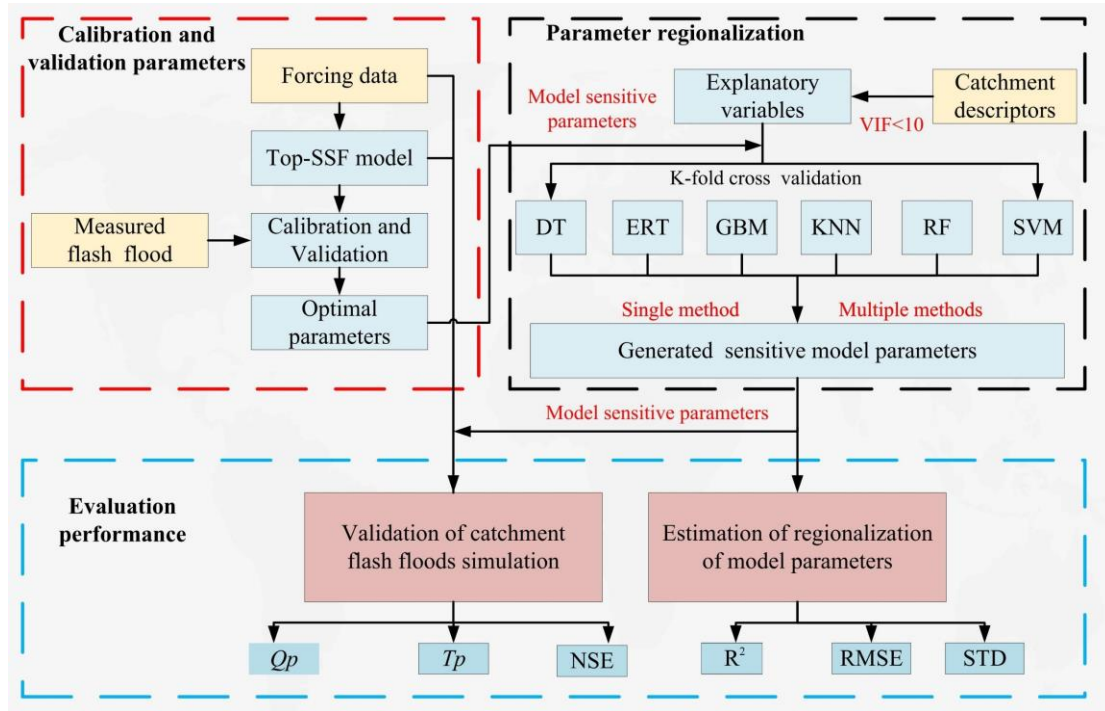 Calibration and
validation parameters
Forcing data
Top-SSF model
Measured
flash flood
Calibration and
Validation
Optimal
parameters
Parameter regionalization
Model sensitive
parameters
Explanatory
variables
VIF<10
Catchment
descriptors
K-fold cross validation
DT
ERT
GBM
KNN
RF
SVM
Single method
Multiple methods
Generated sensitive model parameters
Model sensitive parameters
Evaluation
performance
Validation of catchment
flash floods simulation
Estimation of regionalization
of model parameters
Qp
Tp
NSE
R²
RMSE
STD